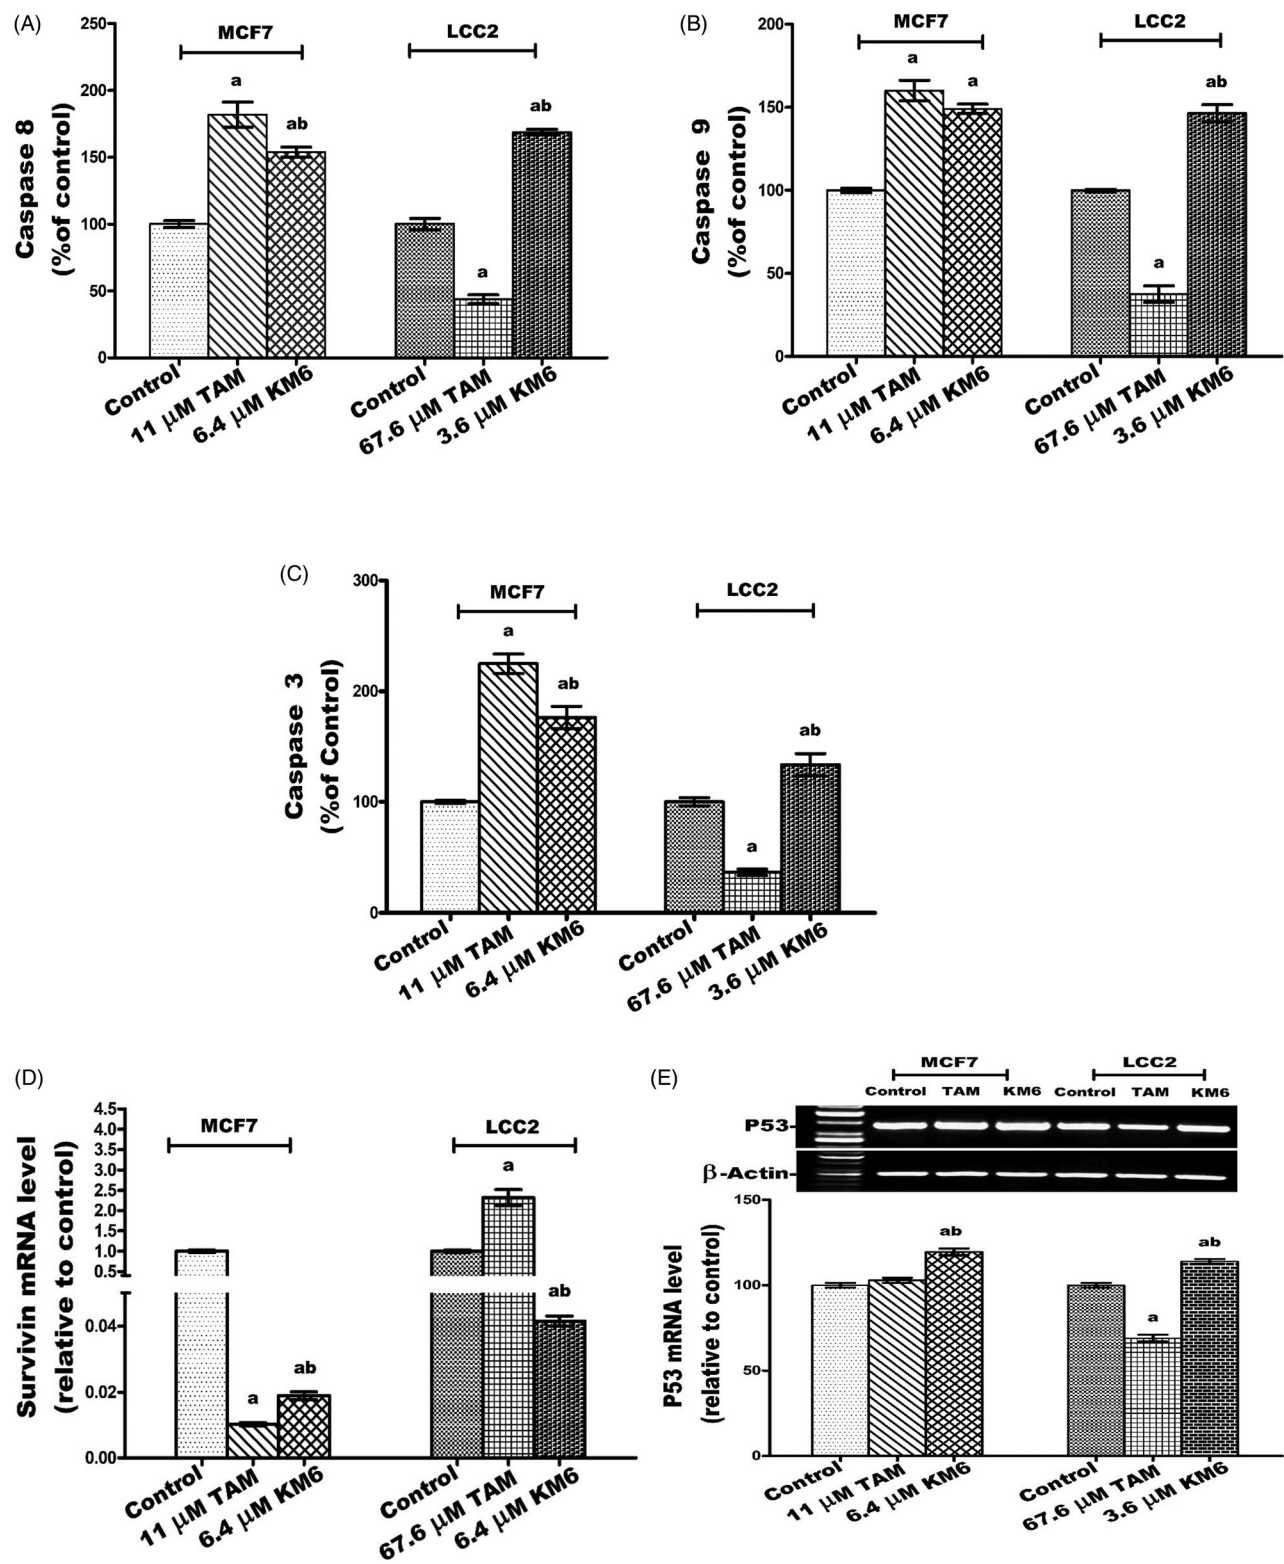 (A)
MCF7
LCC2
Caspase 8
(%of control)
250
200
150
100
50
0
a
ab
a
ab
Control
11 μM TAM
6.4 μM KM6
Control
67.6 μM TAM
3.6 μM KM6
(B)
MCF7
LCC2
Caspase 9
(%of control)
200
150
100
50
0
a
a
a
ab
Control
11 μM TAM
6.4 μM KM6
Control
67.6 μM TAM
3.6 μM KM6
(C)
MCF7
LCC2
Caspase 3
(%of Control)
300
200
100
0
a
ab
a
ab
Control
11 μM TAM
6.4 μM KM6
Control
67.6 μM TAM
3.6 μM KM6
(D)
MCF7
LCC2
Survivin mRNA level
(relative to control)
4.5
4.0
3.5
3.0
2.5
2.0
1.5
1.0
0.5
0.04
0.02
0.00
a
ab
a
ab
Control
11 μM TAM
6.4 μM KM6
Control
67.6 μM TAM
6.4 μM KM6
(E)
MCF7
LCC2
Control TAM KM6 Control TAM KM6
P53
β-Actin
P53 mRNA level
(relative to control)
150
100
50
0
ab
a
ab
Control
11 μM TAM
6.4 μM KM6
Control
67.6 μM TAM
3.6 μM KM6